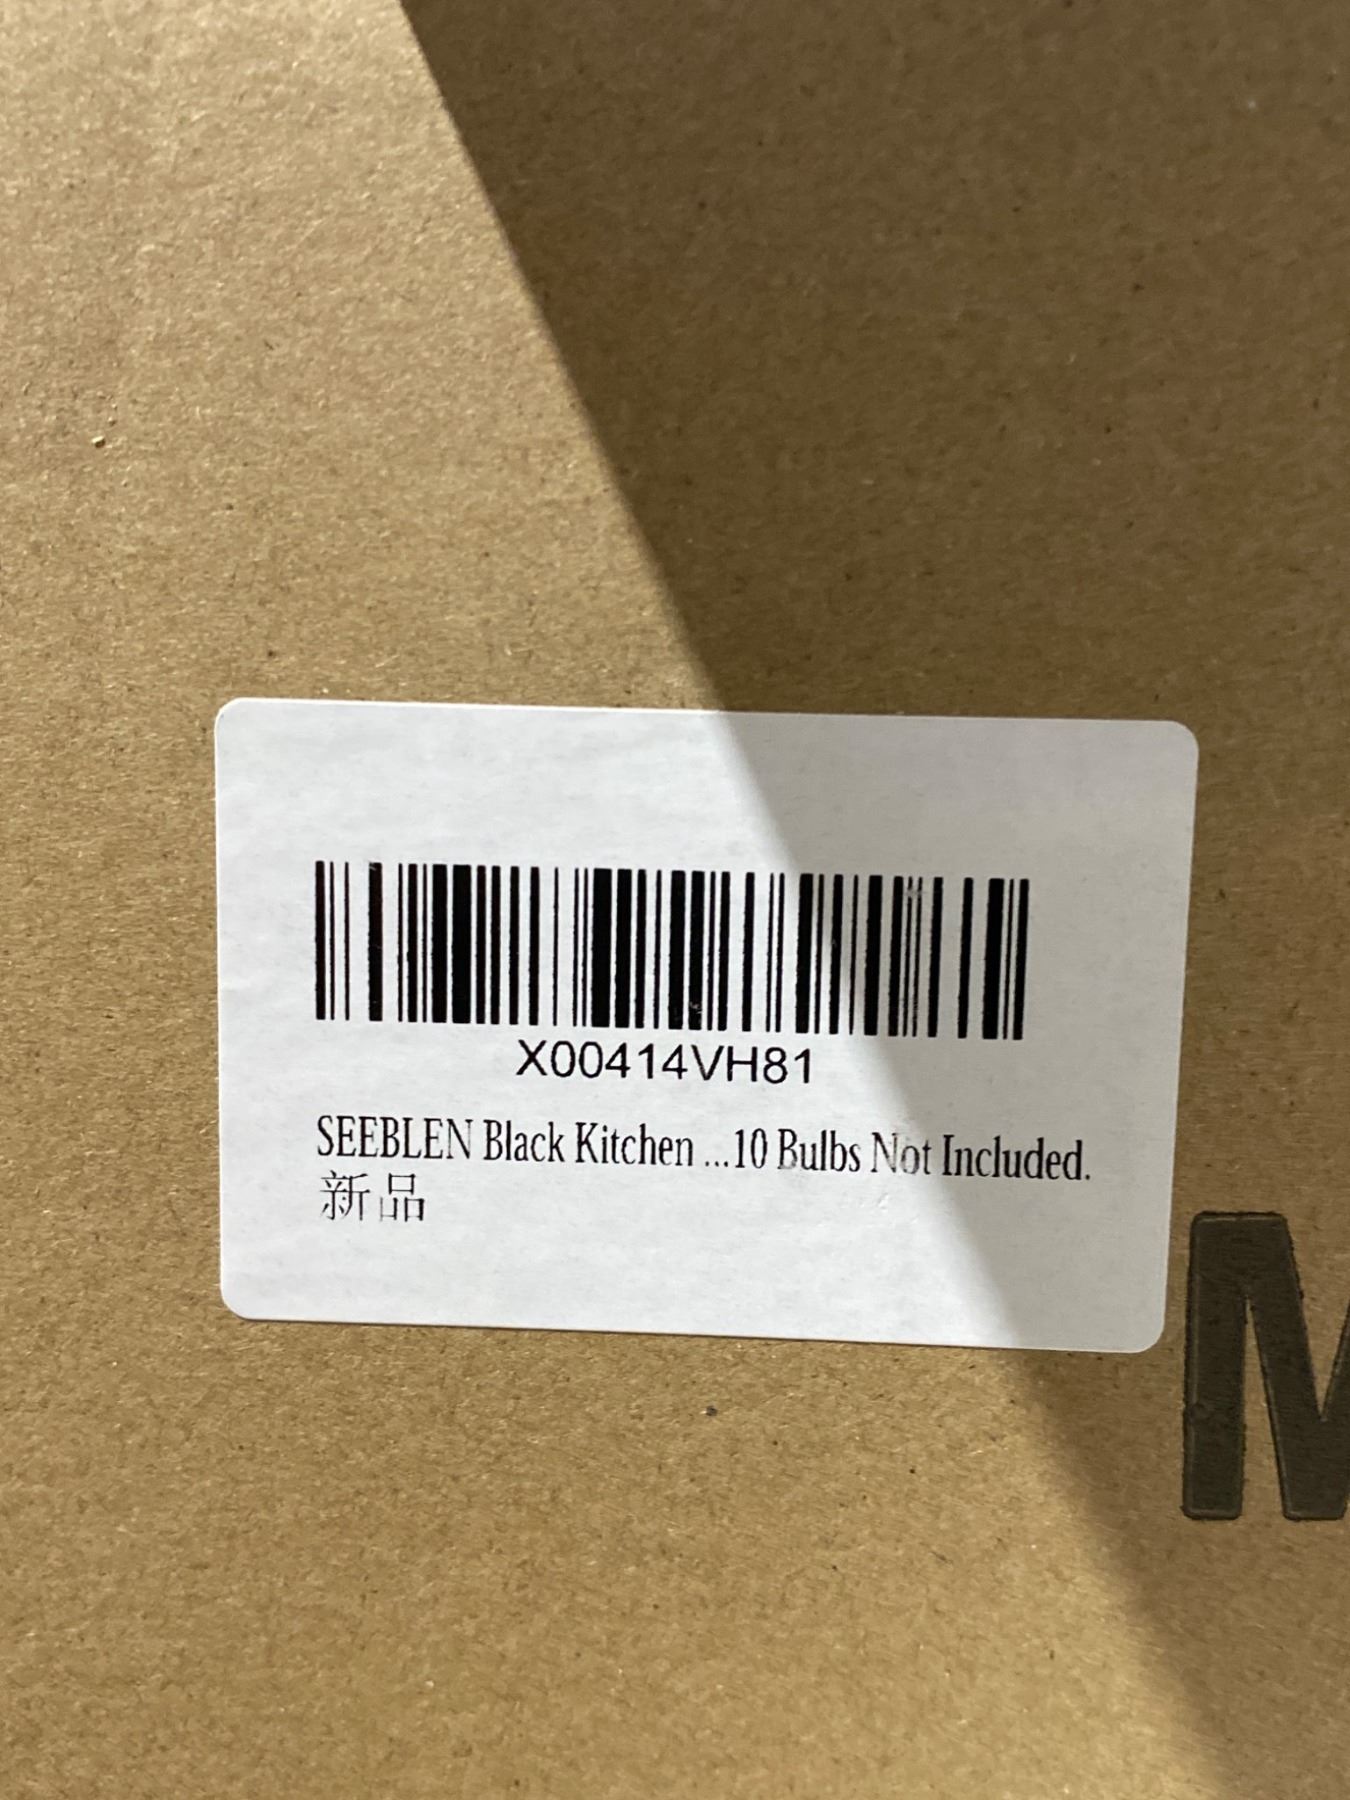 X00414VH81
SEEBLEN Black Kitchen ...10 Bulbs Not Included.
新品
M